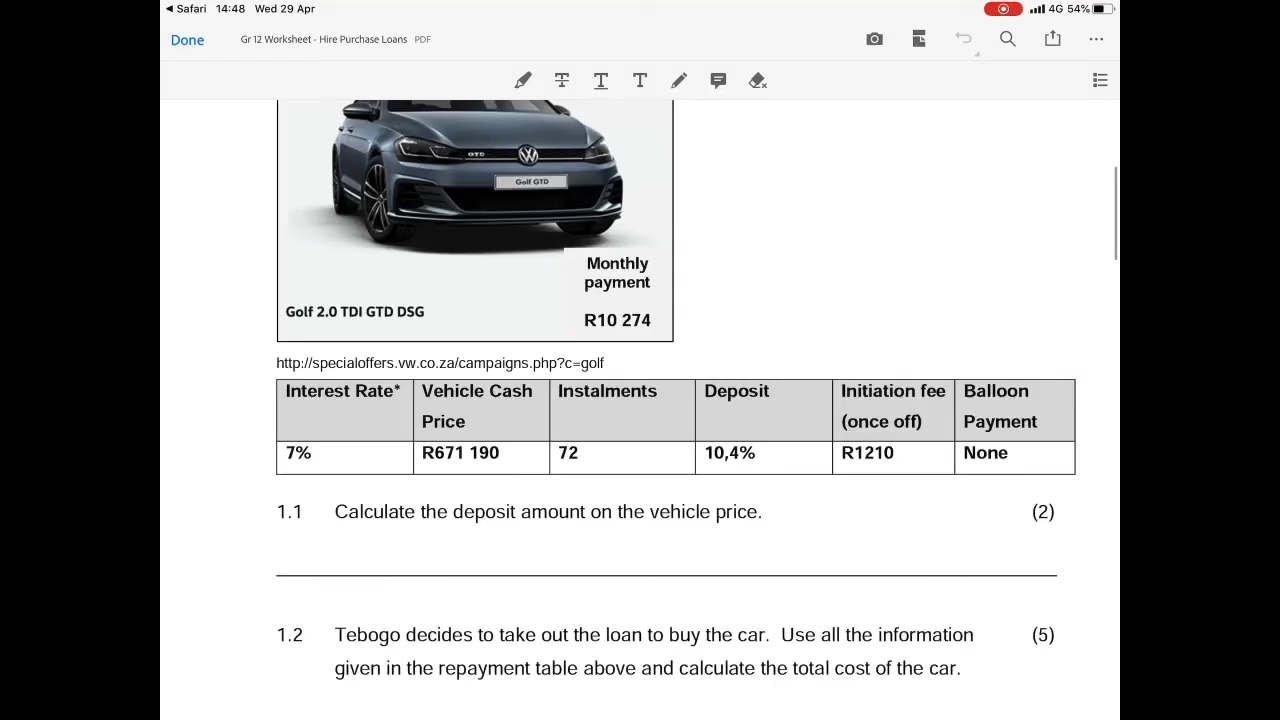 Safari 14:48 Wed 29 Apr 4G 54%
Done Gr 12 Worksheet - Hire Purchase Loans PDF
GTD
Golf GTD
Monthly
payment
Golf 2.0 TDI GTD DSG
R10 274
http://specialoffers.vw.co.za/campaigns.php?c=golf
Interest Rate* Vehicle Cash Price Instalments Deposit Initiation fee (once off) Balloon Payment
7% R671 190 72 10,4% R1210 None
1.1 Calculate the deposit amount on the vehicle price. (2)
1.2 Tebogo decides to take out the loan to buy the car. Use all the information (5)
given in the repayment table above and calculate the total cost of the car.